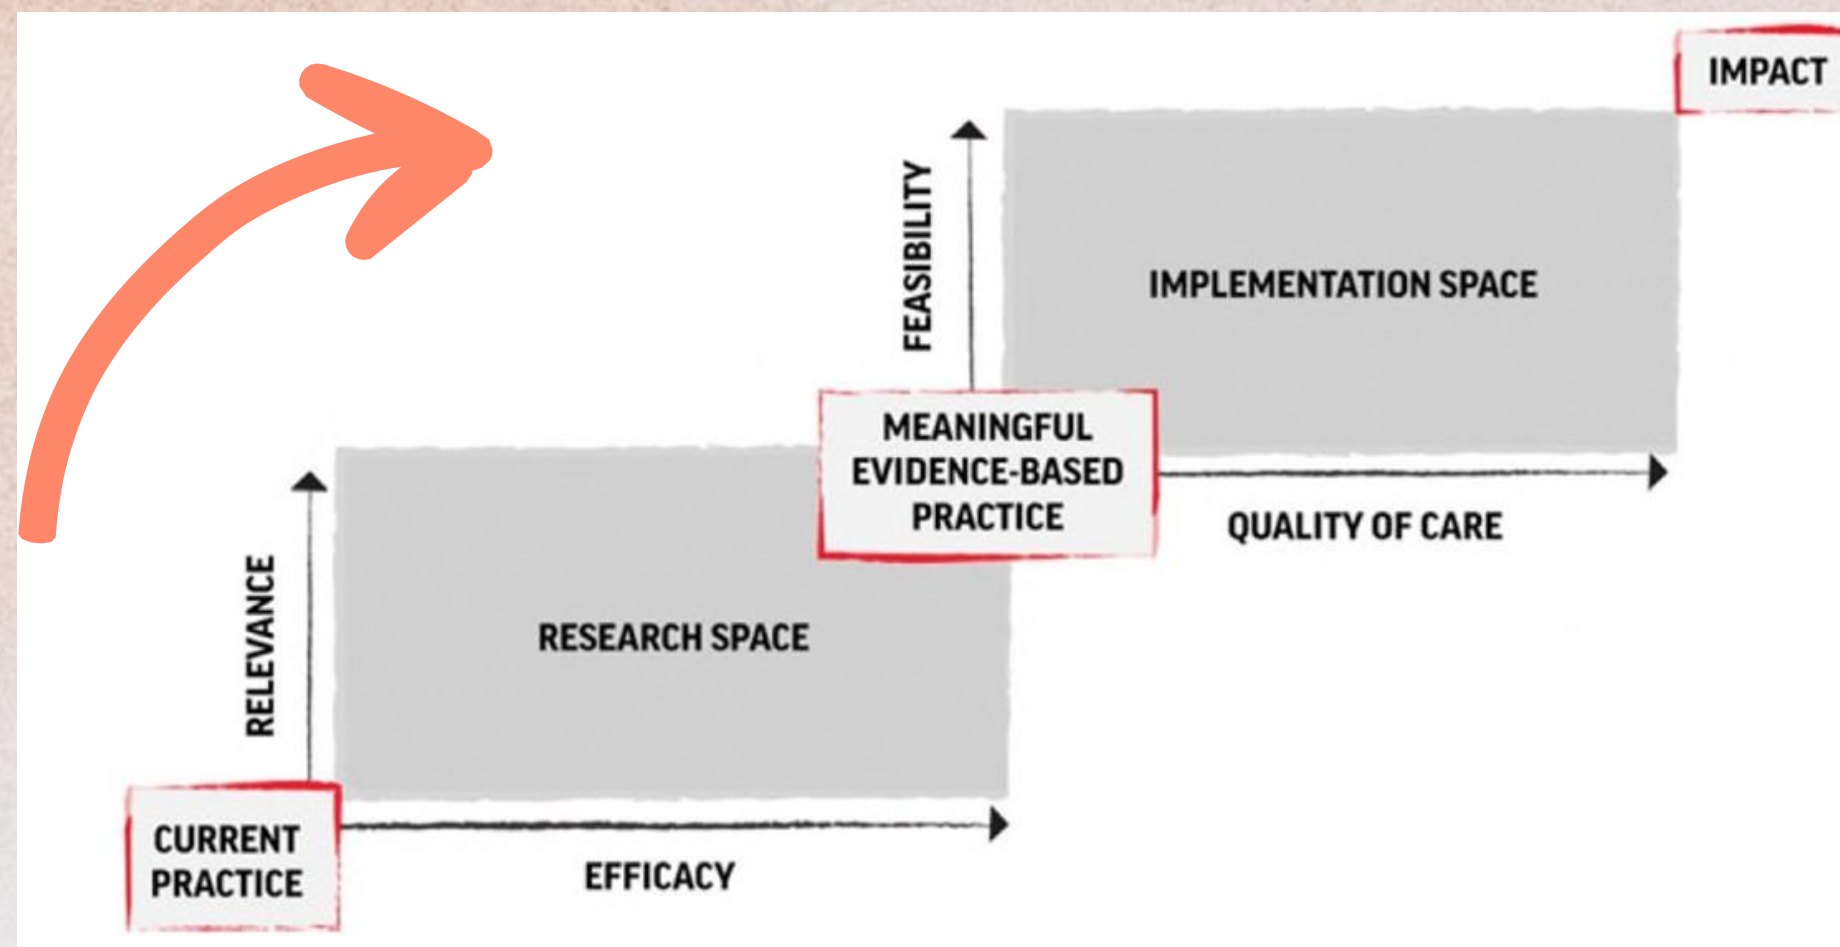 IMPACT
FEASIBILITY
IMPLEMENTATION SPACE
MEANINGFUL
EVIDENCE-BASED
PRACTICE
QUALITY OF CARE
RELEVANCE
RESEARCH SPACE
CURRENT
PRACTICE
EFFICACY